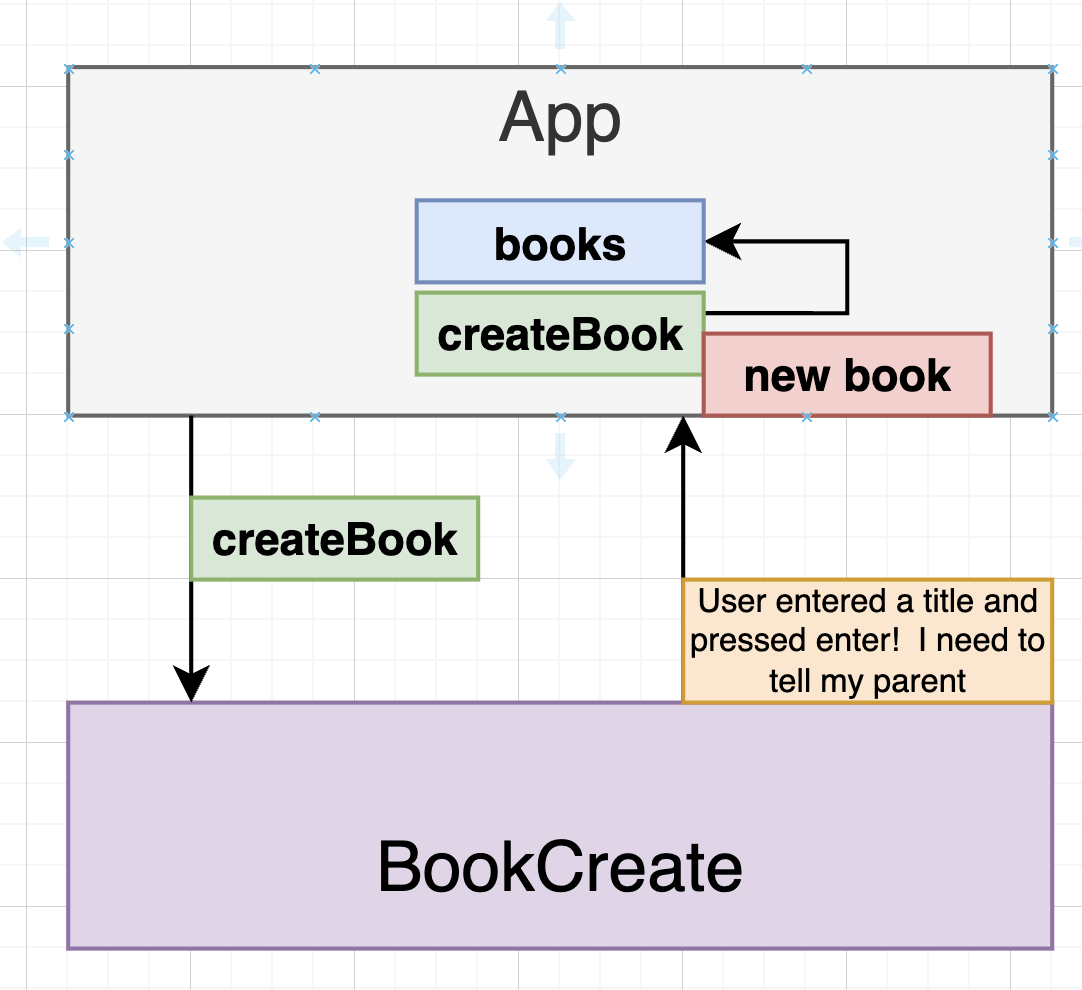 App
books
createBook
new book
createBook
User entered a title and
pressed enter!  I need to
tell my parent
BookCreate